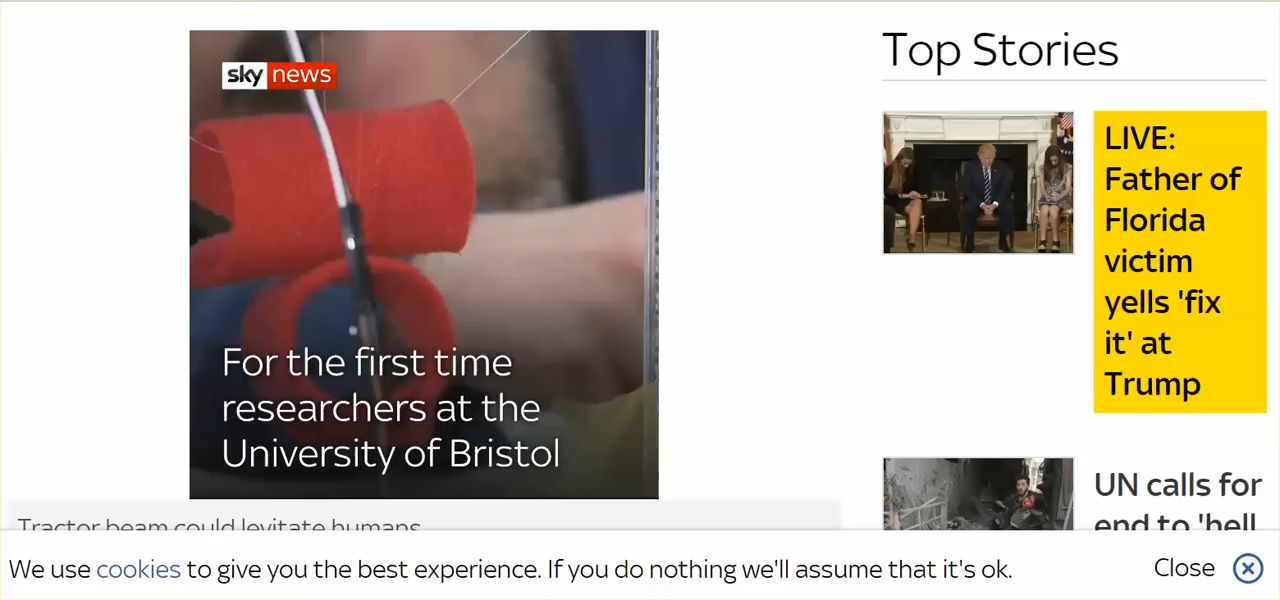 sky news
For the first time
researchers at the
University of Bristol
Tractor beam could levitate humans
Top Stories
LIVE:
Father of
Florida
victim
yells 'fix
it' at
Trump
UN calls for
end to 'hell
We use cookies to give you the best experience. If you do nothing we'll assume that it's ok.
Close